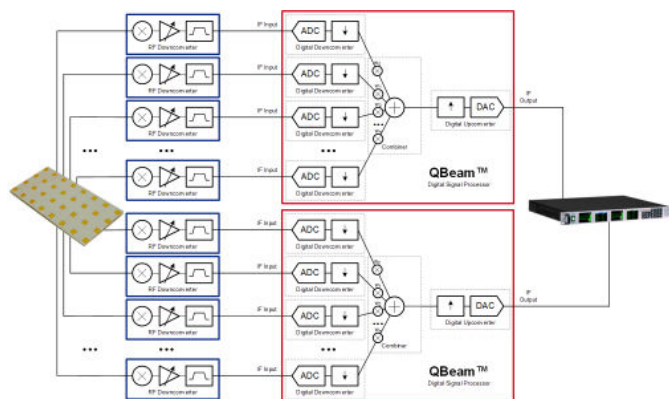 RF Downconverter
IF Input
ADC
Digital Downconverter
RF Downconverter
IF Input
ADC
Digital Downconverter
RF Downconverter
IF Input
ADC
Digital Downconverter
•••
•••
•••
•••
Combiner
DAC
Digital Upconverter
IF
Output
RF Downconverter
IF Input
ADC
Digital Downconverter
QBeam™
Digital Signal Processor
RF Downconverter
IF Input
ADC
Digital Downconverter
RF Downconverter
IF Input
ADC
Digital Downconverter
RF Downconverter
IF Input
ADC
Digital Downconverter
•••
•••
•••
•••
Combiner
DAC
Digital Upconverter
IF
Output
RF Downconverter
IF Input
ADC
Digital Downconverter
QBeam™
Digital Signal Processor